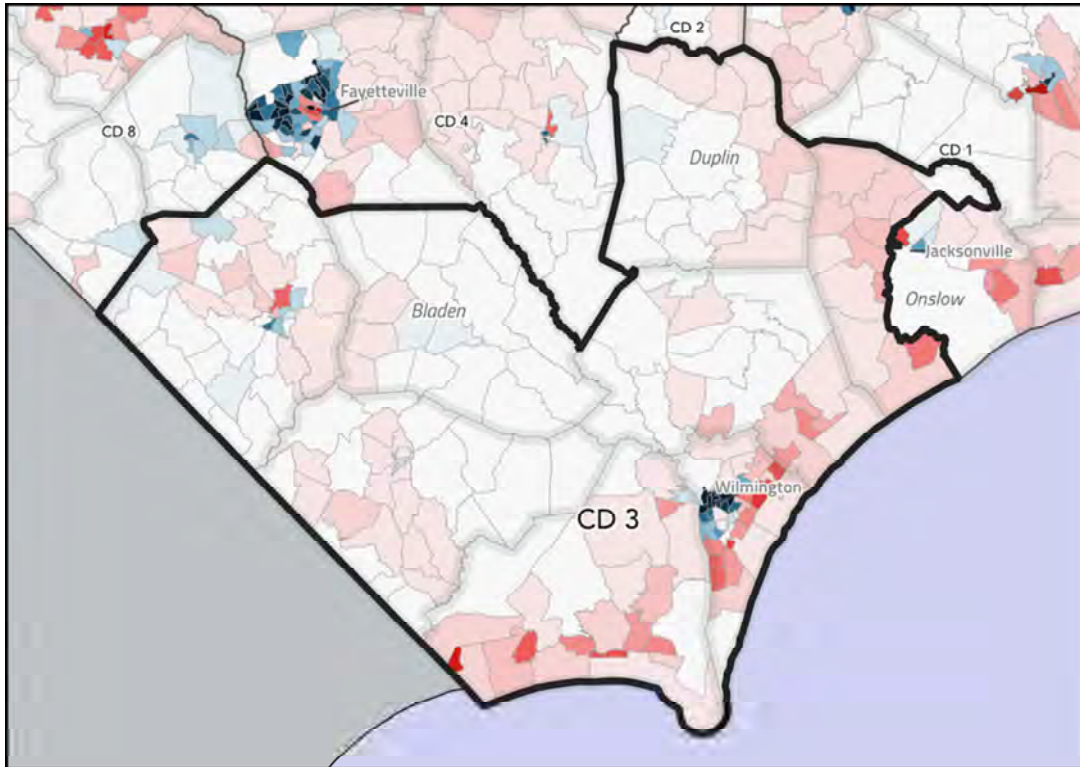 CD 2
Fayetteville
CD 4
CD 8
CD 1
Duplin
Jacksonville
Onslow
Bladen
Wilmington
CD 3